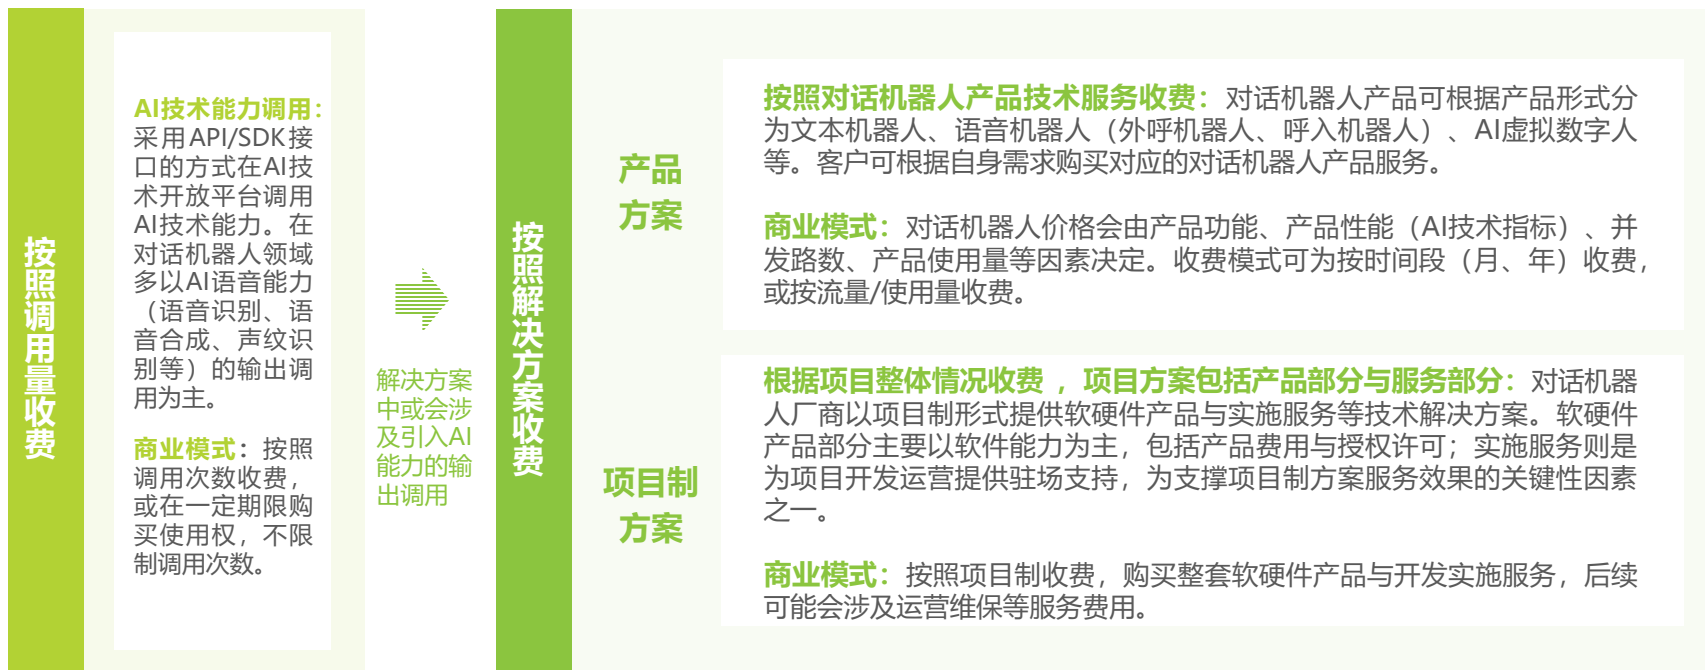 按照调用量收费
AI技术能力调用：
采用API/SDK接
口的方式在AI技
术开放平台调用
AI技术能力。在
对话机器人领域
多以AI语音能力
（语音识别、语
音合成、声纹识
别等）的输出调
用为主。
商业模式：按照
调用次数收费，
或在一定期限购
买使用权，不限
制调用次数。
解决方案
中或会涉
及引入AI
能力的输
出调用
按照解决方案收费
产品
方案
按照对话机器人产品技术服务收费：对话机器人产品可根据产品形式分
为文本机器人、语音机器人（外呼机器人、呼入机器人）、AI虚拟数字人
等。客户可根据自身需求购买对应的对话机器人产品服务。
商业模式：对话机器人价格会由产品功能、产品性能（AI技术指标）、并
发路数、产品使用量等因素决定。收费模式可为按时间段（月、年）收费，
或按流量/使用量收费。
项目制
方案
根据项目整体情况收费 ，项目方案包括产品部分与服务部分：对话机器
人厂商以项目制形式提供软硬件产品与实施服务等技术解决方案。软硬件
产品部分主要以软件能力为主，包括产品费用与授权许可；实施服务则是
为项目开发运营提供驻场支持，为支撑项目制方案服务效果的关键性因素
之一。
商业模式：按照项目制收费，购买整套软硬件产品与开发实施服务，后续
可能会涉及运营维保等服务费用。